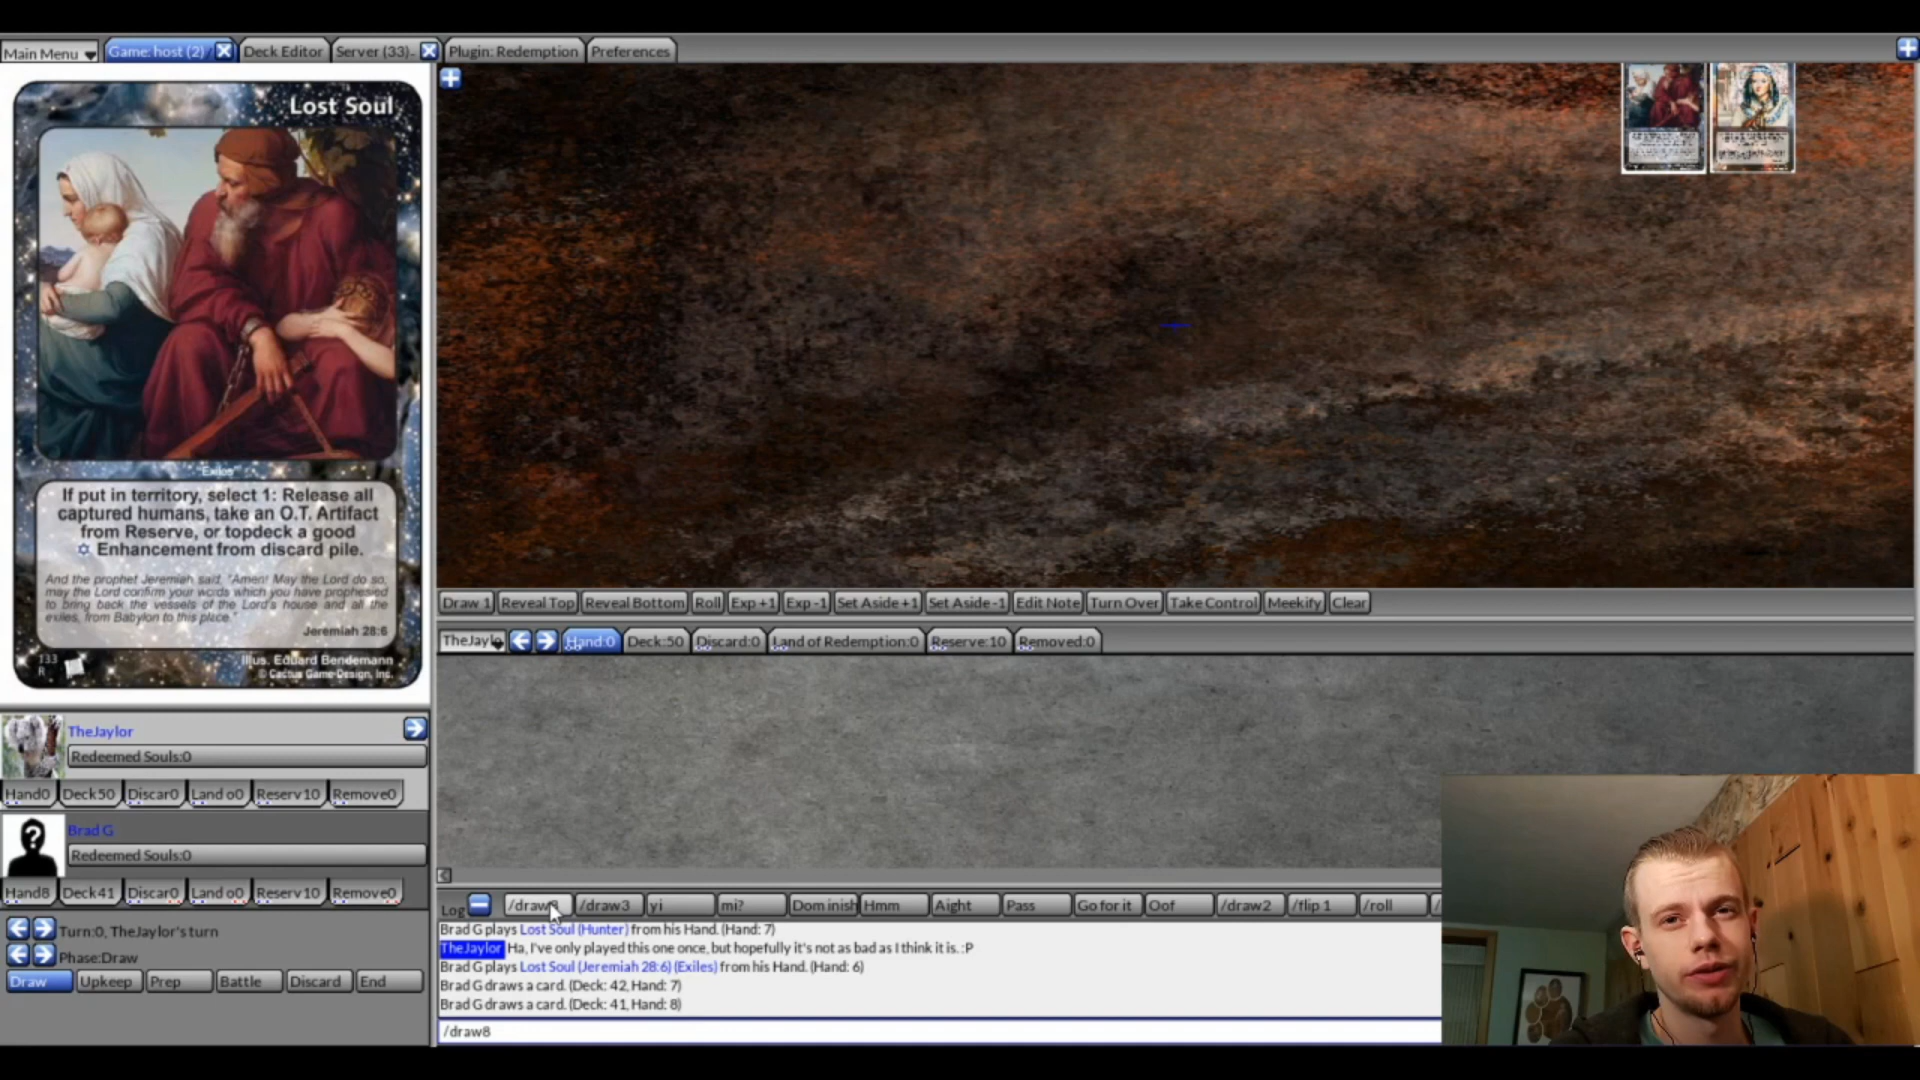 Main Menu
Game: host (2)
Deck Editor
Server (33)-
Plugin: Redemption
Preferences
Lost Soul
"Exiles"
If put in territory, select 1: Release all
captured humans, take an O.T. Artifact
from Reserve, or topdeck a good
Enhancement from discard pile.
And the prophet Jeremiah said, "Amen! May the Lord do so;
may the Lord confirm your words which you have prophesied
to bring back the vessels of the Lord's house and all the
exiles, from Babylon to this place."
Jeremiah 28:6
133
R
Illus. Eduard Bendemann
© Cactus Game Design, Inc.
Draw 1
Reveal Top
Reveal Bottom
Roll
Exp +1
Exp -1
Set Aside +1
Set Aside -1
Edit Note
Turn Over
Take Control
Meekify
Clear
TheJaylo
Hand:0
Deck:50
Discard:0
Land of Redemption:0
Reserve:10
Removed:0
TheJaylor
Redeemed Souls:0
Hand0
Deck50
Discar0
Land o0
Reserv10
Remove0
Brad G
Redeemed Souls:0
Hand8
Deck41
Discar0
Land o0
Reserv10
Remove0
Turn:0, TheJaylor's turn
Phase:Draw
Draw
Upkeep
Prep
Battle
Discard
End
Log
/draw8
/draw3
yi
mi?
Dom inish
Hmm
Aight
Pass
Go for it
Oof
/draw2
/flip 1
/roll
/
Brad G plays Lost Soul (Hunter) from his Hand. (Hand: 7)
TheJaylor Ha, I've only played this one once, but hopefully it's not as bad as I think it is. :P
Brad G plays Lost Soul (Jeremiah 28:6) (Exiles) from his Hand. (Hand: 6)
Brad G draws a card. (Deck: 42, Hand: 7)
Brad G draws a card. (Deck: 41, Hand: 8)
/draw8